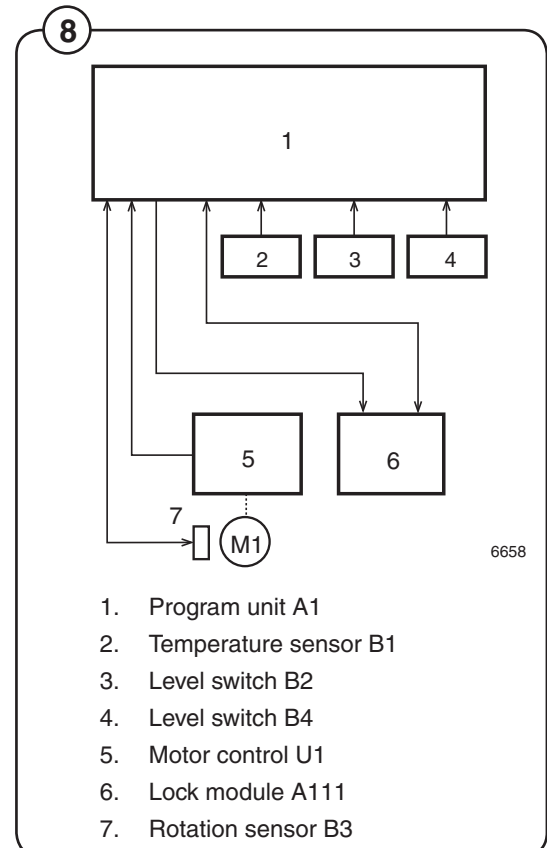 8
1
2 3 4
5 6
7
M1
6658
1. Program unit A1
2. Temperature sensor B1
3. Level switch B2
4. Level switch B4
5. Motor control U1
6. Lock module A111
7. Rotation sensor B3